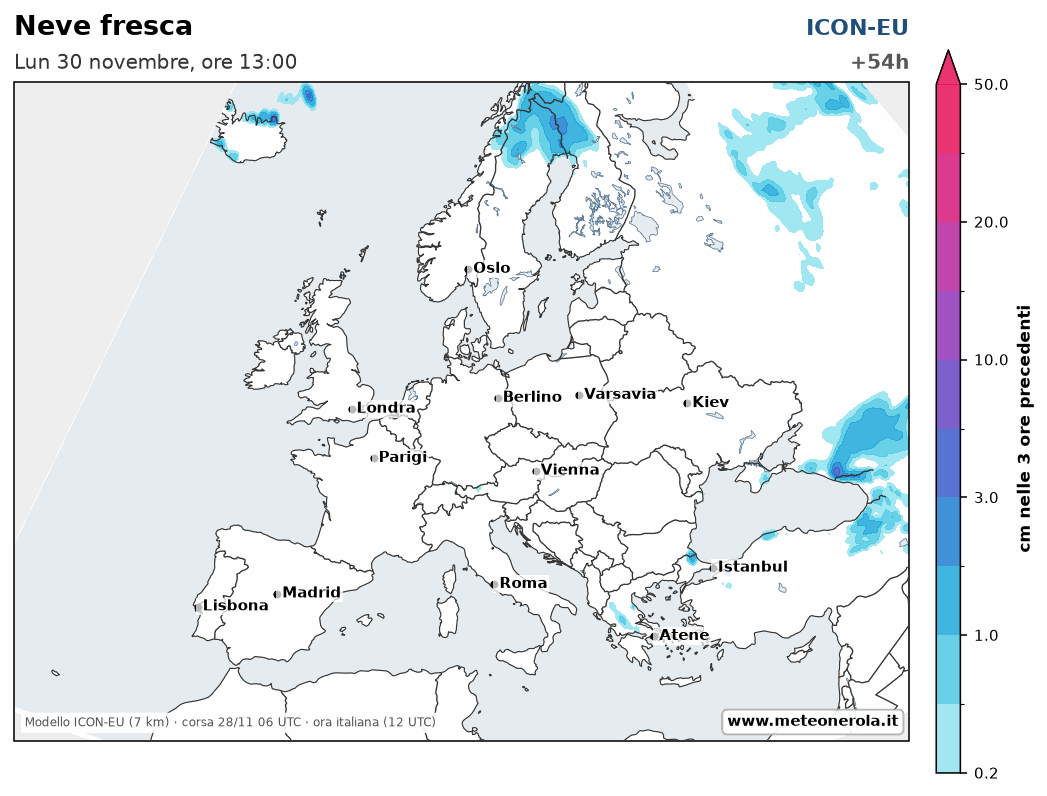 Neve fresca
ICON-EU
Lun 30 novembre, ore 13:00
+54h
50.0
20.0
10.0
3.0
1.0
0.2
cm nelle 3 ore precedenti
Oslo
Berlino
Varsavia
Kiev
Londra
Parigi
Vienna
Istanbul
Roma
Madrid
Lisbona
Atene
Modello ICON-EU (7 km) · corsa 28/11 06 UTC · ora italiana (12 UTC)
www.meteonerola.it